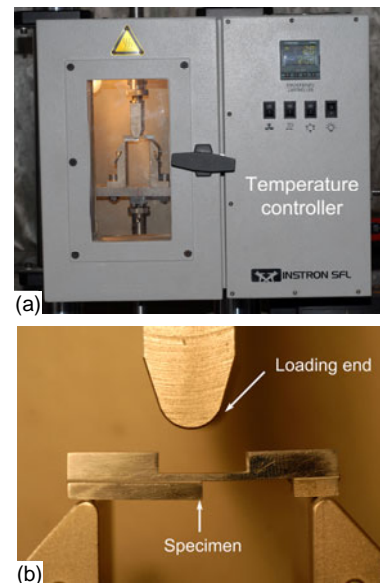 Temperature
controller
INSTRON SFL
(a)
Loading end
Specimen
(b)